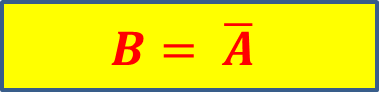 B = A̅